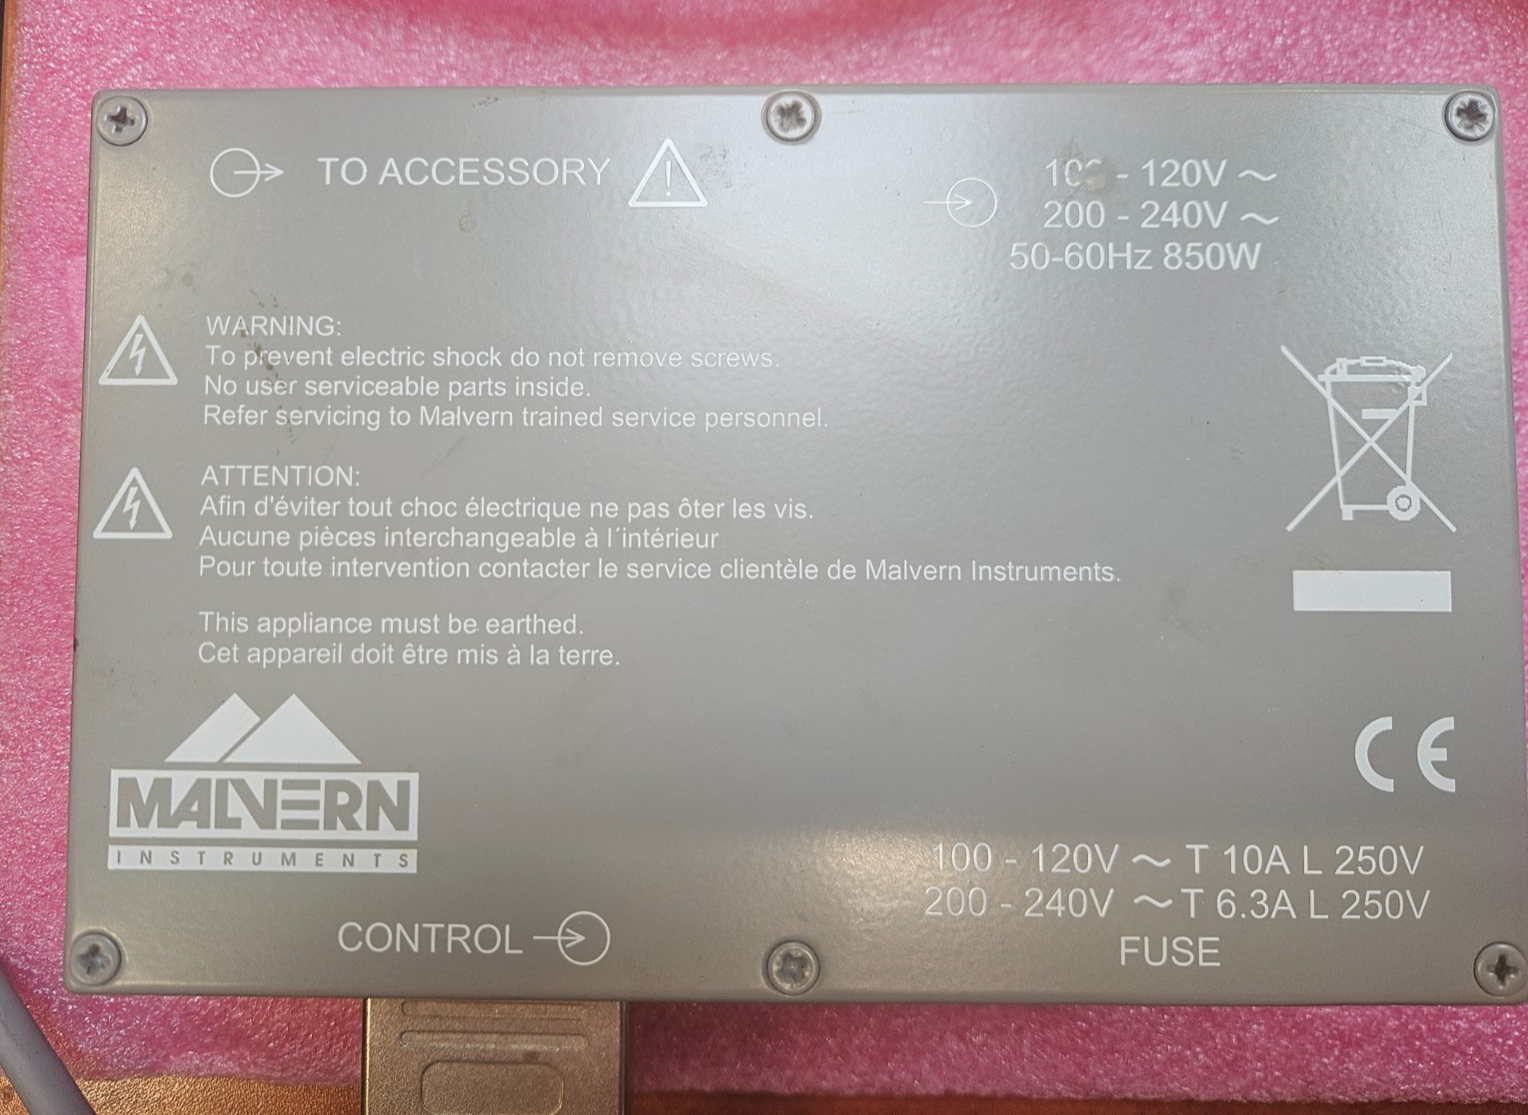 TO ACCESSORY
- 120V ~
200 - 240V ~
50-60Hz 850W
WARNING:
To prevent electric shock do not remove screws.
No user serviceable parts inside.
Refer servicing to Malvern trained service personnel.
ATTENTION:
Afin d'éviter tout choc électrique ne pas ôter les vis.
Aucune pièces interchangeable à l´intérieur
Pour toute intervention contacter le service clientèle de Malvern Instruments.
This appliance must be earthed.
Cet appareil doit être mis à la terre.
MALVERN
INSTRUMENTS
CE
100 - 120V ~ T 10A L 250V
200 - 240V ~ T 6.3A L 250V
FUSE
CONTROL